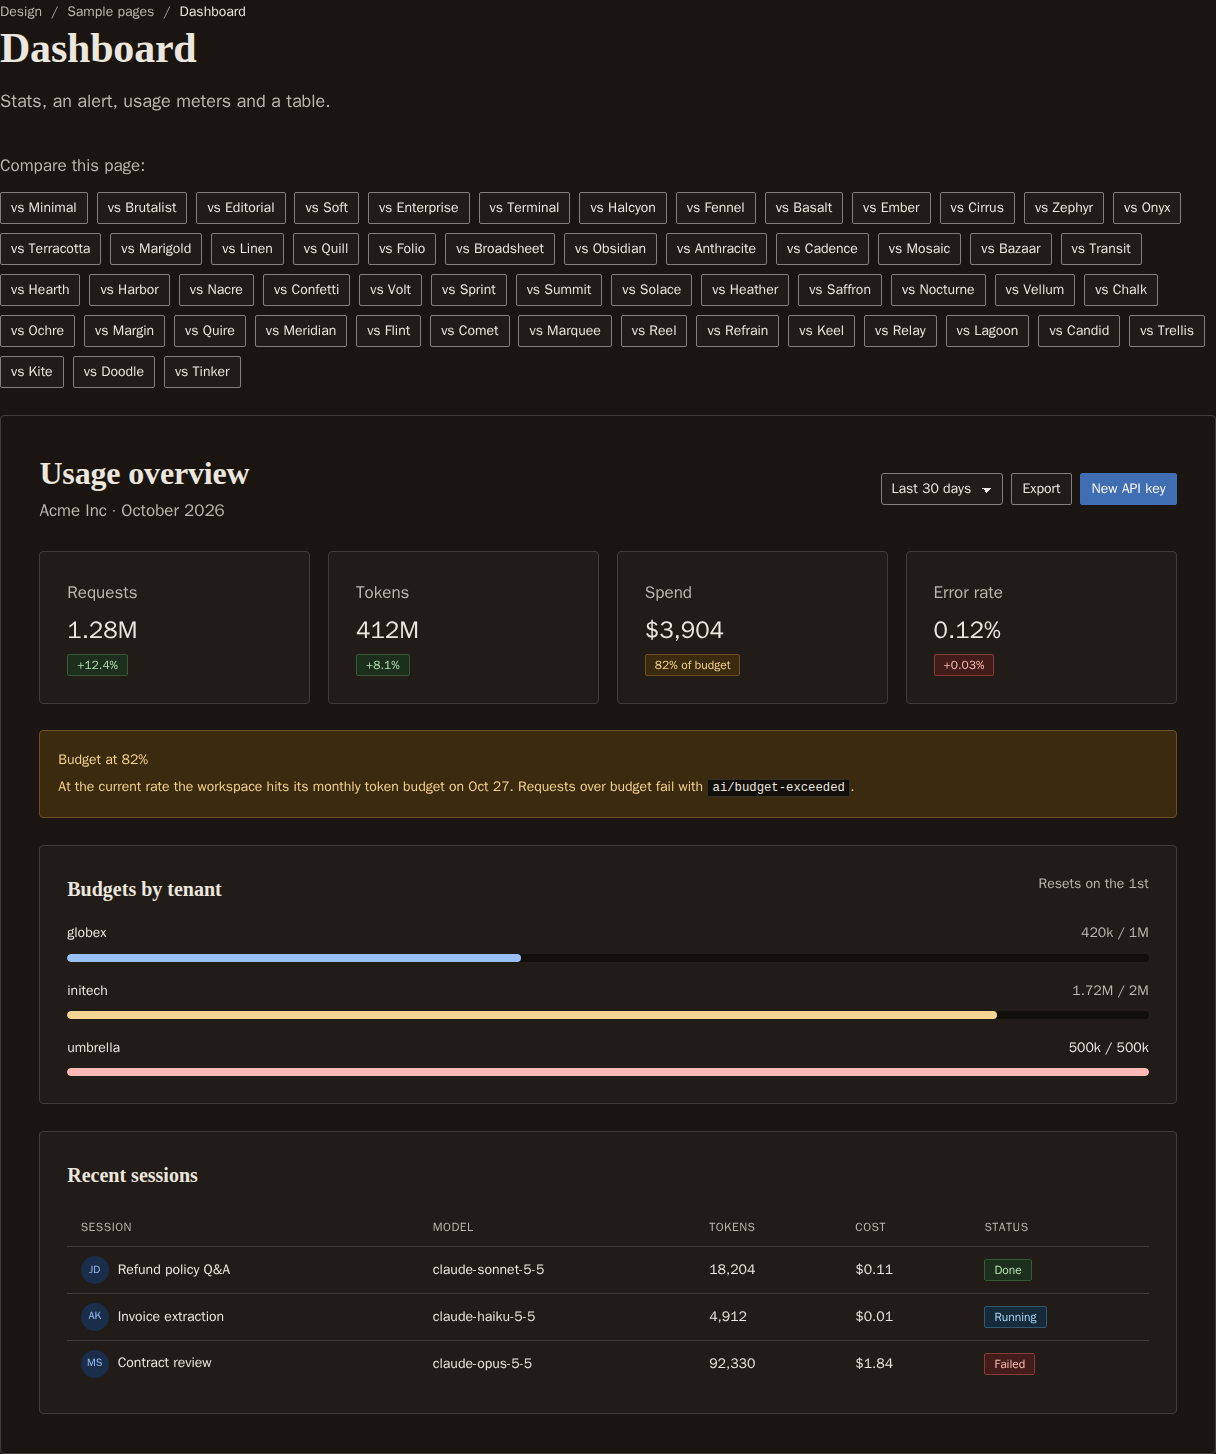 Design / Sample pages / Dashboard
Dashboard
Stats, an alert, usage meters and a table.
Compare this page:
vs Minimal vs Brutalist vs Editorial vs Soft vs Enterprise vs Terminal vs Halcyon vs Fennel vs Basalt vs Ember vs Cirrus vs Zephyr vs Onyx
vs Terracotta vs Marigold vs Linen vs Quill vs Folio vs Broadsheet vs Obsidian vs Anthracite vs Cadence vs Mosaic vs Bazaar vs Transit
vs Hearth vs Harbor vs Nacre vs Confetti vs Volt vs Sprint vs Summit vs Solace vs Heather vs Saffron vs Nocturne vs Vellum vs Chalk
vs Ochre vs Margin vs Quire vs Meridian vs Flint vs Comet vs Marquee vs Reel vs Refrain vs Keel vs Relay vs Lagoon vs Candid vs Trellis
vs Kite vs Doodle vs Tinker
Usage overview
Acme Inc · October 2026
Last 30 days Export New API key
Requests Tokens Spend Error rate
1.28M 412M $3,904 0.12%
+12.4% +8.1% 82% of budget +0.03%
Budget at 82%
At the current rate the workspace hits its monthly token budget on Oct 27. Requests over budget fail with ai/budget-exceeded.
Budgets by tenant Resets on the 1st
globex 420k / 1M
initech 1.72M / 2M
umbrella 500k / 500k
Recent sessions
SESSION MODEL TOKENS COST STATUS
JD Refund policy Q&A claude-sonnet-5-5 18,204 $0.11 Done
AK Invoice extraction claude-haiku-5-5 4,912 $0.01 Running
MS Contract review claude-opus-5-5 92,330 $1.84 Failed